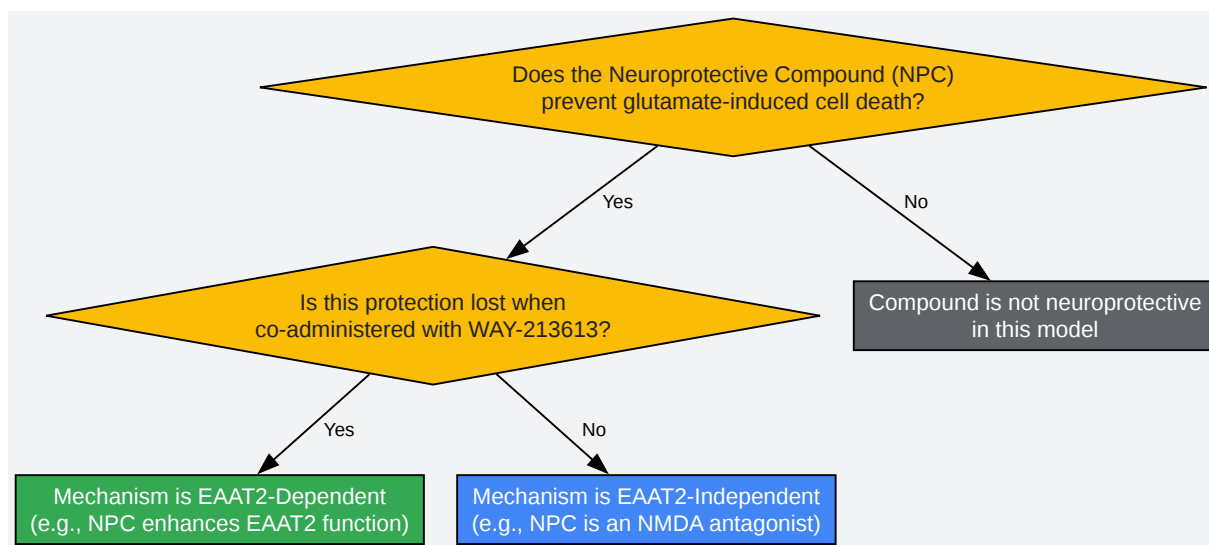 Does the Neuroprotective Compound (NPC)
prevent glutamate-induced cell death?
Yes
No
Is this protection lost when
co-administered with WAY-213613?
Compound is not neuroprotective
in this model
Yes
No
Mechanism is EAAT2-Dependent
(e.g., NPC enhances EAAT2 function)
Mechanism is EAAT2-Independent
(e.g., NPC is an NMDA antagonist)